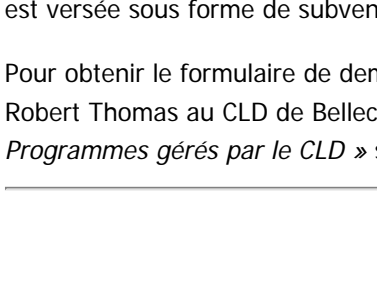 est versée sous forme de subven
Pour obtenir le formulaire de den
Robert Thomas au CLD de Bellec
Programmes gérés par le CLD » s